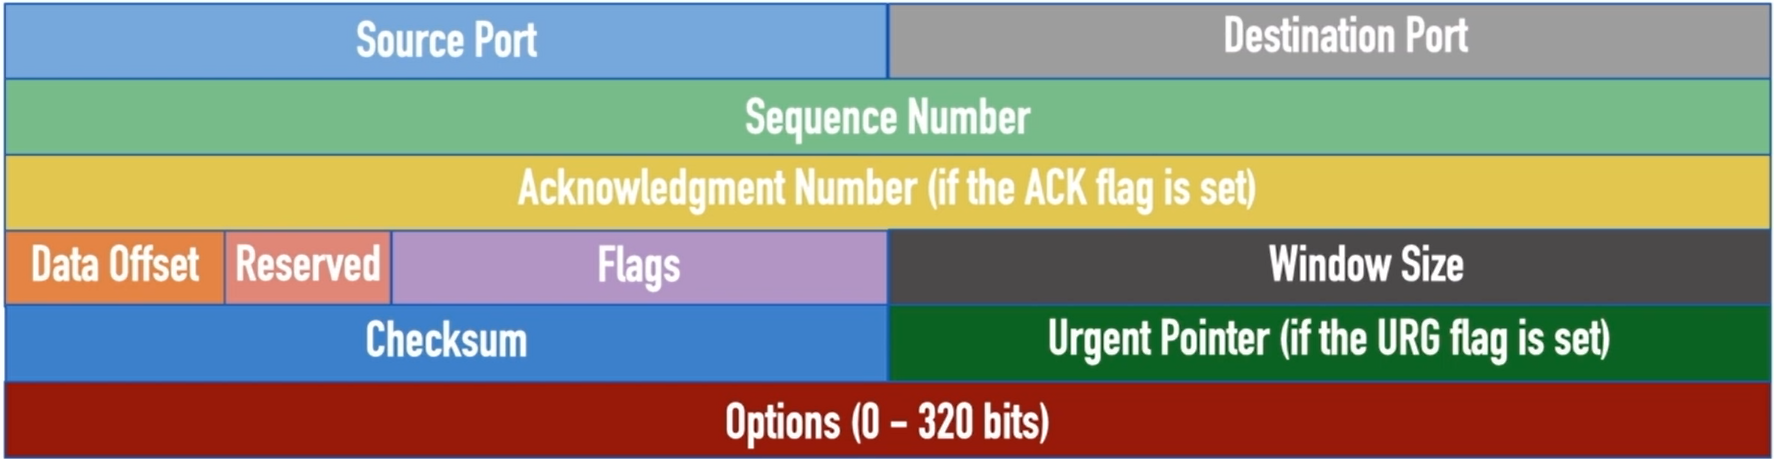 Source Port
Destination Port
Sequence Number
Acknowledgment Number (if the ACK flag is set)
Data Offset
Reserved
Flags
Window Size
Checksum
Urgent Pointer (if the URG flag is set)
Options (0 – 320 bits)